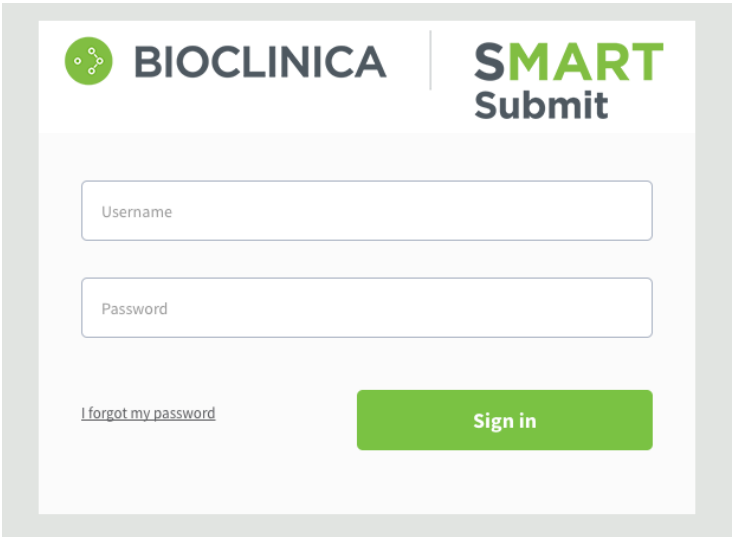 BIOCLINICA
SMART
Submit
Username
Password
I forgot my password
Sign in